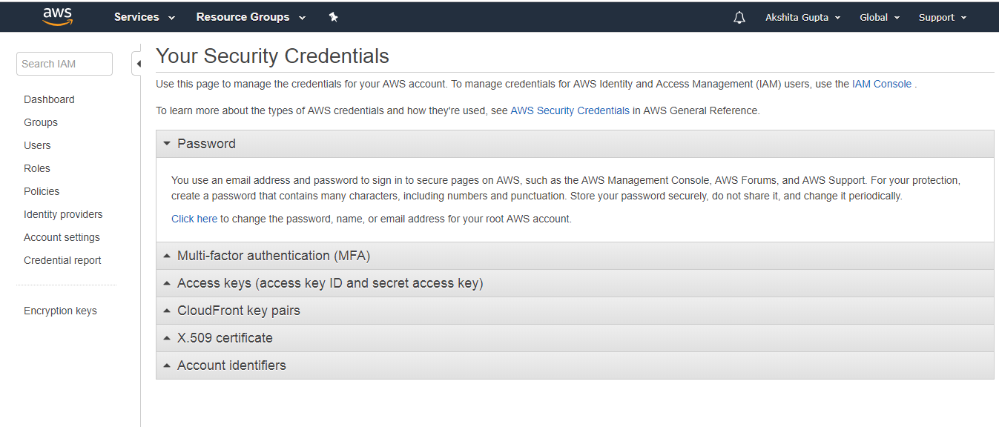 aws Services Resource Groups Akshita Gupta Global Support
Search IAM
Dashboard
Groups
Users
Roles
Policies
Identity providers
Account settings
Credential report
Encryption keys
Your Security Credentials
Use this page to manage the credentials for your AWS account. To manage credentials for AWS Identity and Access Management (IAM) users, use the IAM Console .
To learn more about the types of AWS credentials and how they're used, see AWS Security Credentials in AWS General Reference.
Password
You use an email address and password to sign in to secure pages on AWS, such as the AWS Management Console, AWS Forums, and AWS Support. For your protection,
create a password that contains many characters, including numbers and punctuation. Store your password securely, do not share it, and change it periodically.
Click here to change the password, name, or email address for your root AWS account.
Multi-factor authentication (MFA)
Access keys (access key ID and secret access key)
CloudFront key pairs
X.509 certificate
Account identifiers